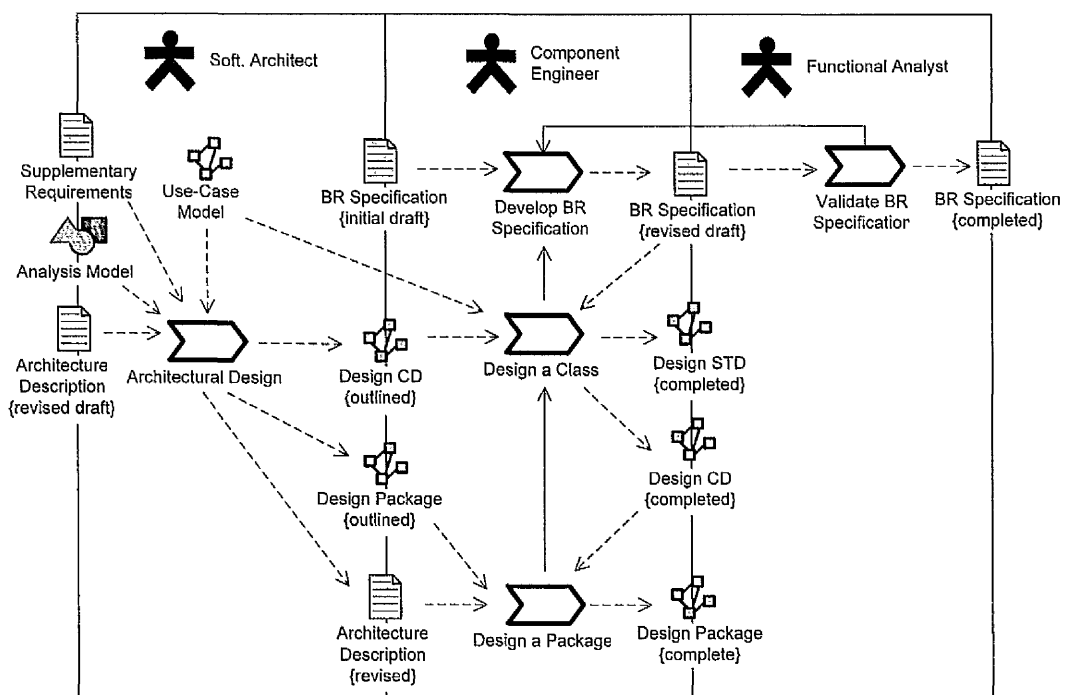 Soft. Architect
Component
Engineer
Functional Analyst
Supplementary
Requirements
Use-Case
Model
BR Specification
{initial draft}
Develop BR
Specification
BR Specification
{revised draft}
Validate BR
Specification
BR Specification
{completed}
Analysis Model
Architecture
Description
{revised draft}
Architectural Design
Design CD
{outlined}
Design a Class
Design STD
{completed}
Design Package
{outlined}
Design CD
{completed}
Architecture
Description
{revised}
Design a Package
Design Package
{complete}